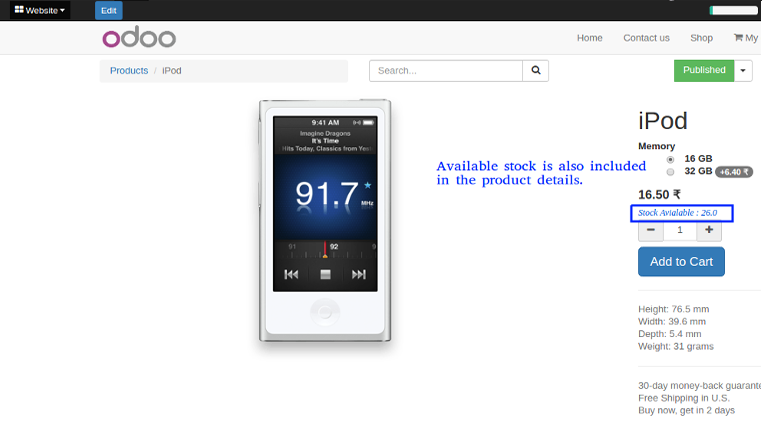 Website Edit
odoo
Home Contact us Shop My
Products / iPod Search... Published
iPod
Memory
16 GB
32 GB +6.40 ₹
16.50 ₹
Stock Avialable : 26.0
- 1 +
Add to Cart
Height: 76.5 mm
Width: 39.6 mm
Depth: 5.4 mm
Weight: 31 grams
30-day money-back guarante
Free Shipping in U.S.
Buy now, get in 2 days
Available stock is also included
in the product details.
9:41 AM
Imagine Dragons
It's Time
Hits Today, Classics from Yest
91.7 MHz
91 92 9